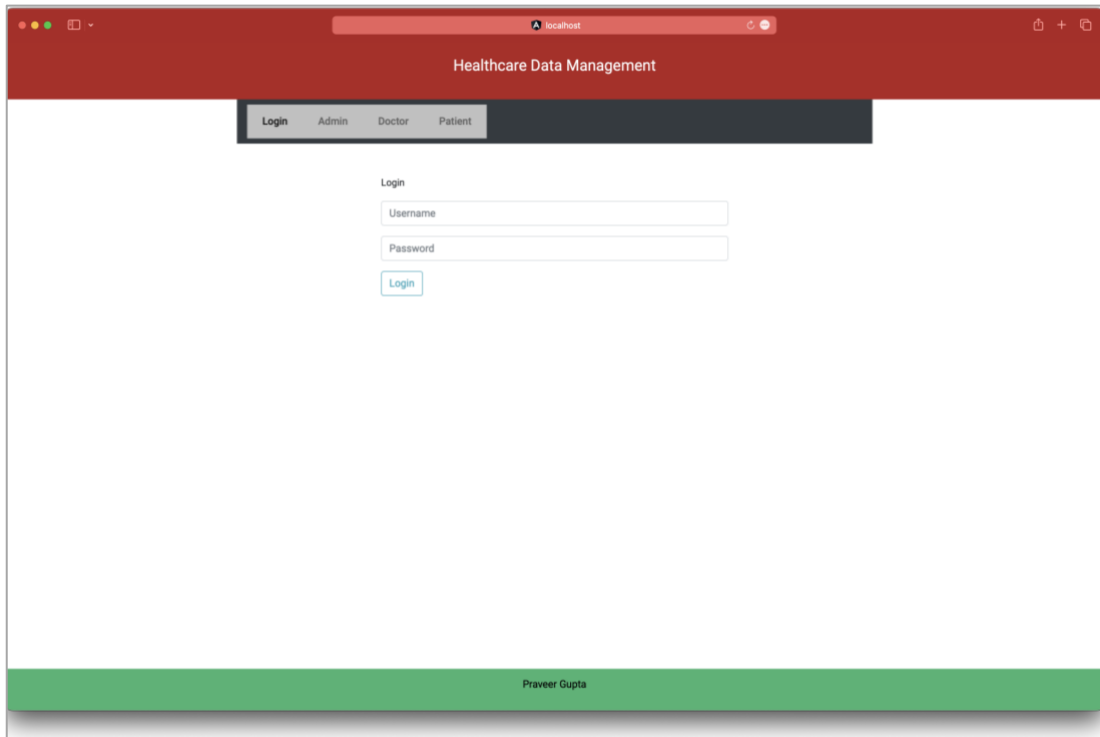 localhost
Healthcare Data Management
Login Admin Doctor Patient
Login
Username
Password
Login
Praveer Gupta